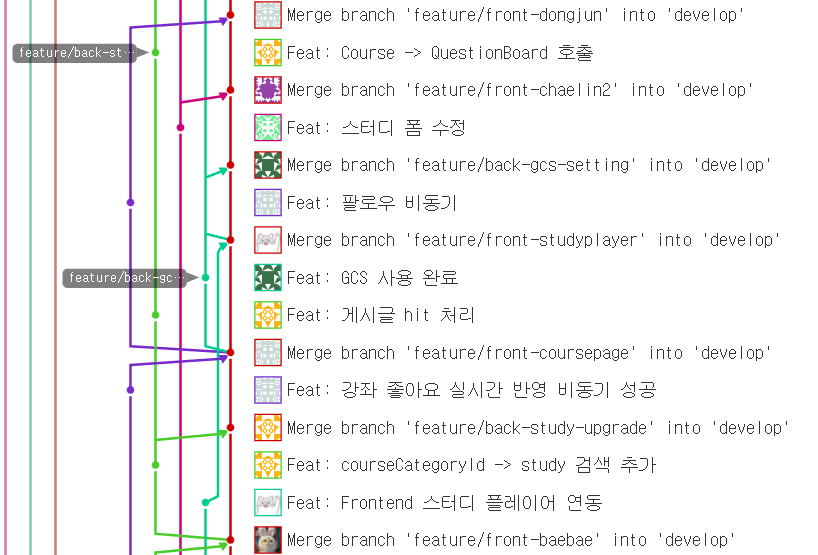 Merge branch 'feature/front-dongjun' into 'develop'
feature/back-st…
Feat: Course -> QuestionBoard 호출
Merge branch 'feature/front-chaelin2' into 'develop'
Feat: 스터디 폼 수정
Merge branch 'feature/back-gcs-setting' into 'develop'
Feat: 팔로우 비동기
Merge branch 'feature/front-studyplayer' into 'develop'
feature/back-gc…
Feat: GCS 사용 완료
Feat: 게시글 hit 처리
Merge branch 'feature/front-coursepage' into 'develop'
Feat: 강좌 좋아요 실시간 반영 비동기 성공
Merge branch 'feature/back-study-upgrade' into 'develop'
Feat: courseCategoryId -> study 검색 추가
Feat: Frontend 스터디 플레이어 연동
Merge branch 'feature/front-baebae' into 'develop'